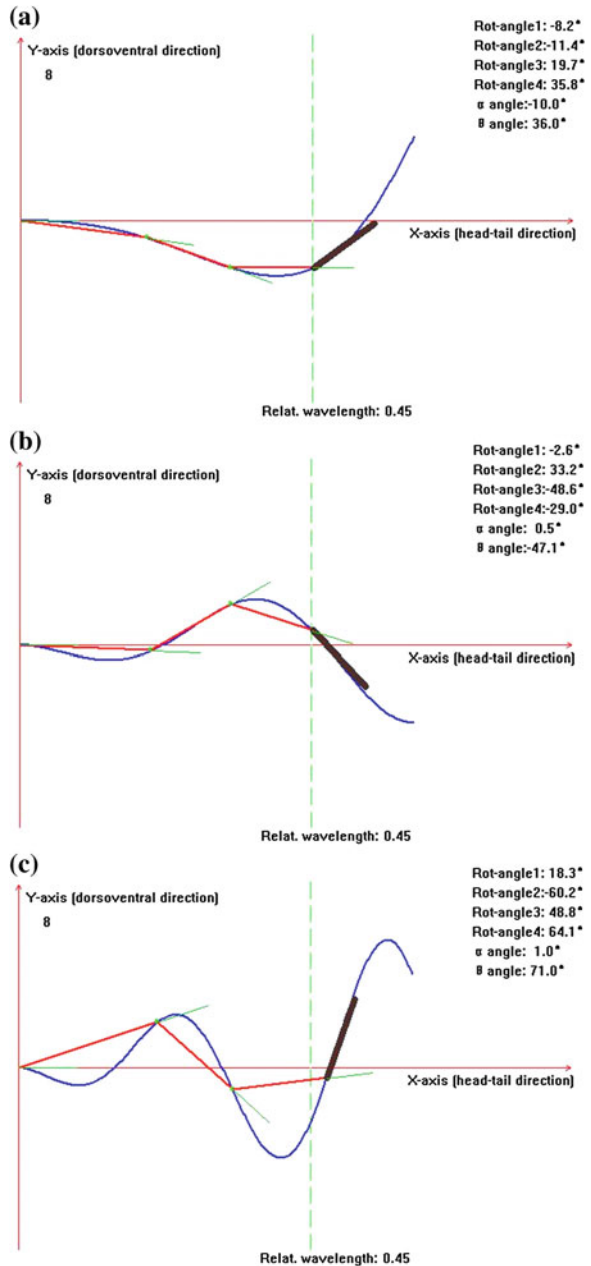 (a)
Y-axis (dorsoventral direction)
8
Rot-angle1: -8.2°
Rot-angle2:-11.4°
Rot-angle3: 19.7°
Rot-angle4: 35.8°
α angle:-10.0°
θ angle: 36.0°
X-axis (head-tail direction)
Relat. wavelength: 0.45
(b)
Y-axis (dorsoventral direction)
8
Rot-angle1: -2.6°
Rot-angle2: 33.2°
Rot-angle3:-48.6°
Rot-angle4:-29.0°
α angle: 0.5°
θ angle:-47.1°
X-axis (head-tail direction)
Relat. wavelength: 0.45
(c)
Y-axis (dorsoventral direction)
8
Rot-angle1: 18.3°
Rot-angle2:-60.2°
Rot-angle3: 48.8°
Rot-angle4: 64.1°
α angle: 1.0°
θ angle: 71.0°
X-axis (head-tail direction)
Relat. wavelength: 0.45